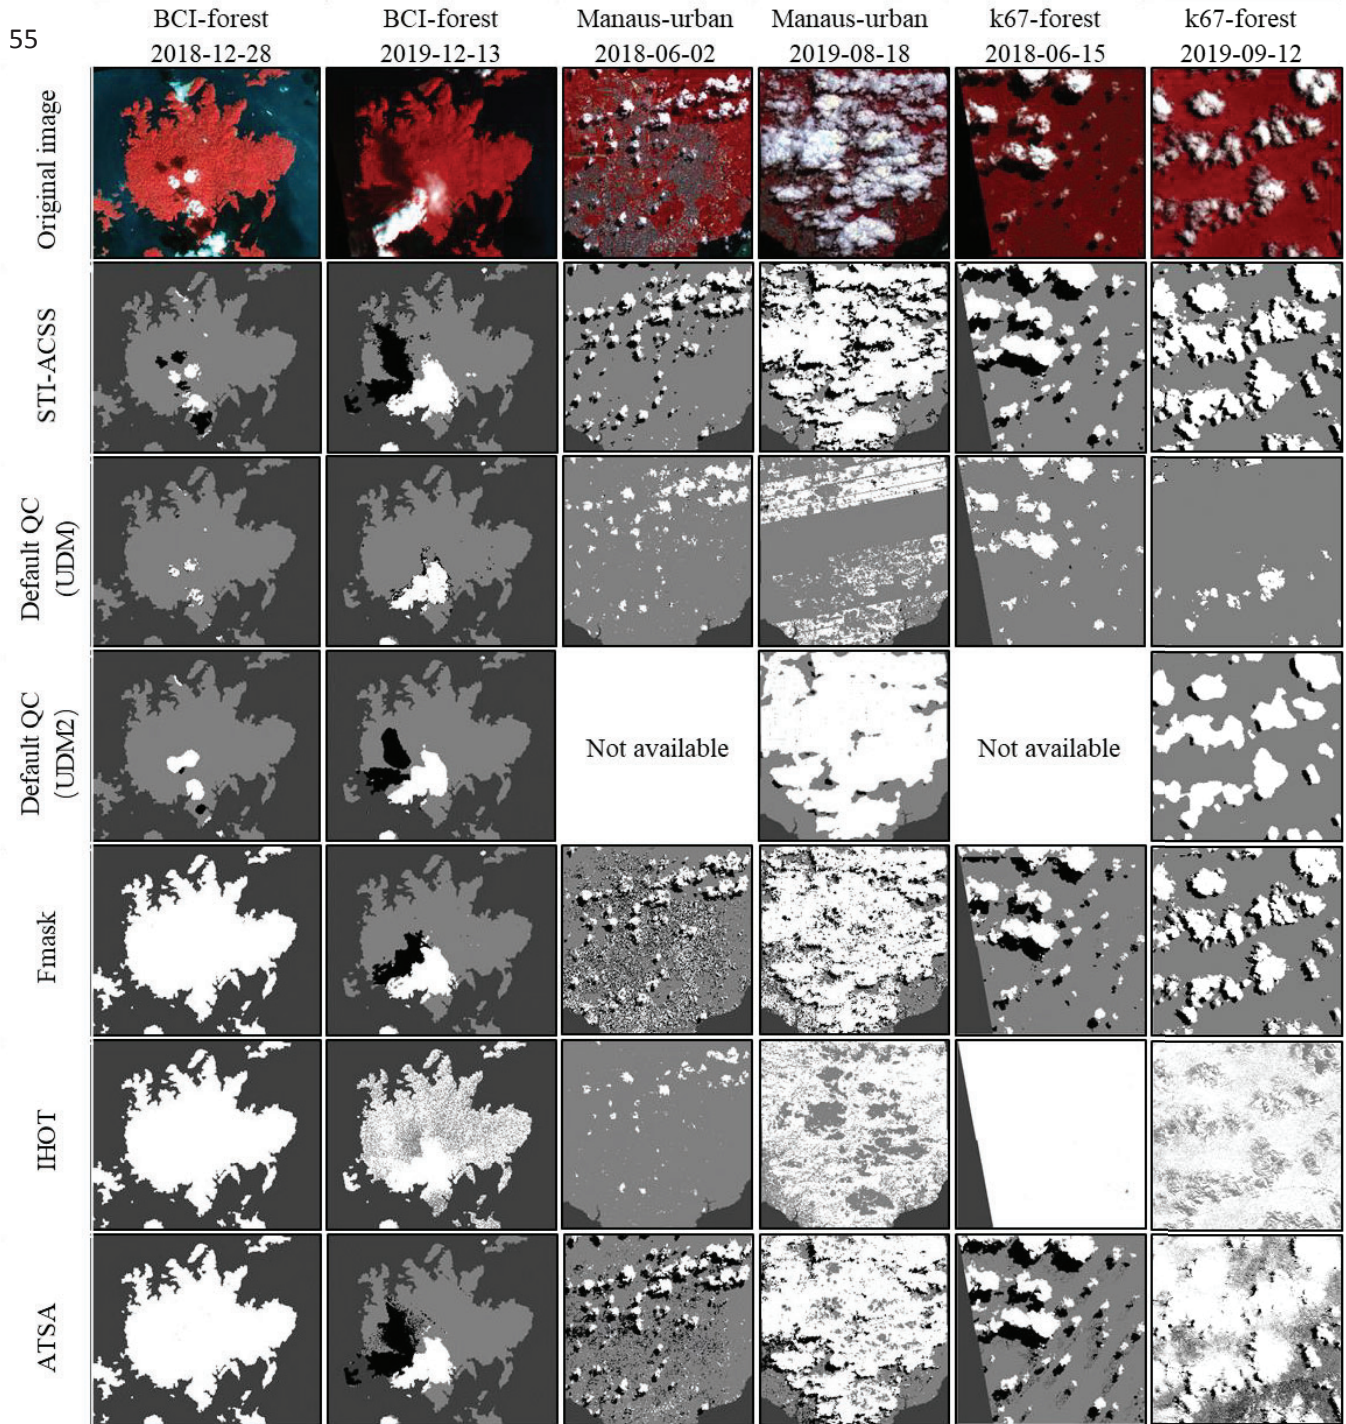 55
BCI-forest
2018-12-28
BCI-forest
2019-12-13
Manaus-urban
2018-06-02
Manaus-urban
2019-08-18
k67-forest
2018-06-15
k67-forest
2019-09-12
Original image
STI-ACSS
Default QC
(UDM)
Default QC
(UDM2)
Not available
Not available
Fmask
IHOT
ATSA